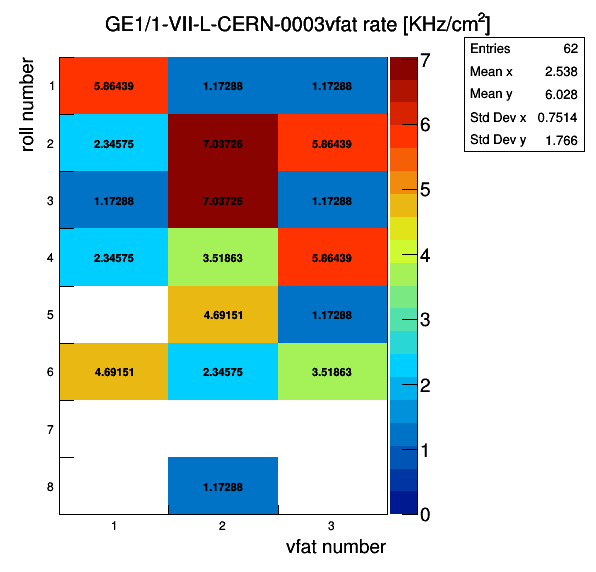 GE1/1-VII-L-CERN-0003vfat rate [KHz/cm²]
Entries 62
Mean x 2.538
Mean y 6.028
Std Dev x 0.7514
Std Dev y 1.766
roll number
1 5.86439 1.17288 1.17288
2 2.34575 7.03726 5.86439
3 1.17288 7.03726 1.17288
4 2.34575 3.51863 5.86439
5 4.69151 1.17288
6 4.69151 2.34575 3.51863
7
8 1.17288
1 2 3
vfat number
7
6
5
4
3
2
1
0